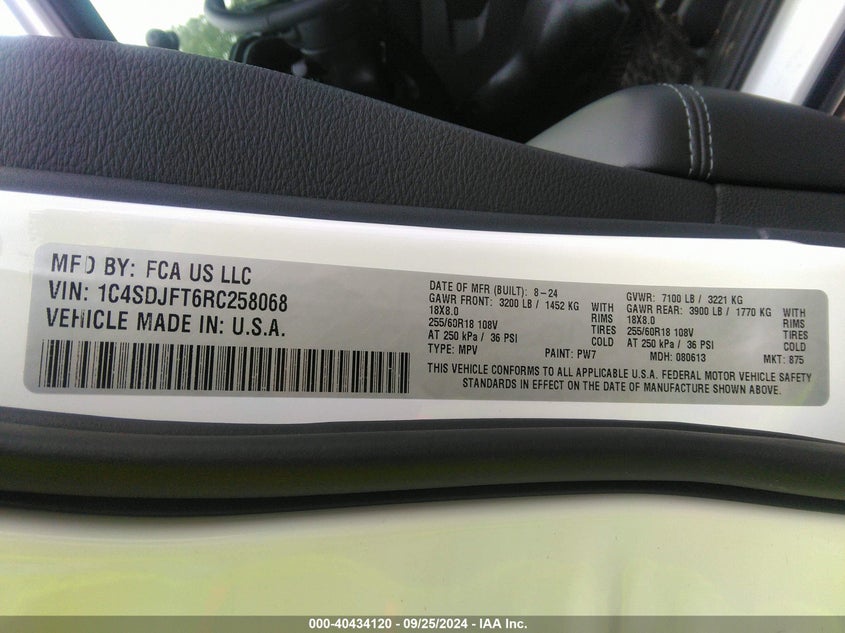 MFD BY: FCA US LLC
VIN: 1C4SDJFT6RC258068
VEHICLE MADE IN: U.S.A.
DATE OF MFR (BUILT): 8-24 GVWR: 7100 LB / 3221 KG
GAWR FRONT: 3200 LB / 1452 KG WITH GAWR REAR: 3900 LB / 1770 KG WITH
18X8.0 RIMS 18X8.0 RIMS
255/60R18 108V TIRES 255/60R18 108V TIRES
AT 250 kPa / 36 PSI COLD AT 250 kPa / 36 PSI COLD
TYPE: MPV PAINT: PW7 MDH: 080613 MKT: 875
THIS VEHICLE CONFORMS TO ALL APPLICABLE U.S.A. FEDERAL MOTOR VEHICLE SAFETY
STANDARDS IN EFFECT ON THE DATE OF MANUFACTURE SHOWN ABOVE.
000-40434120 - 09/25/2024 - IAA Inc.